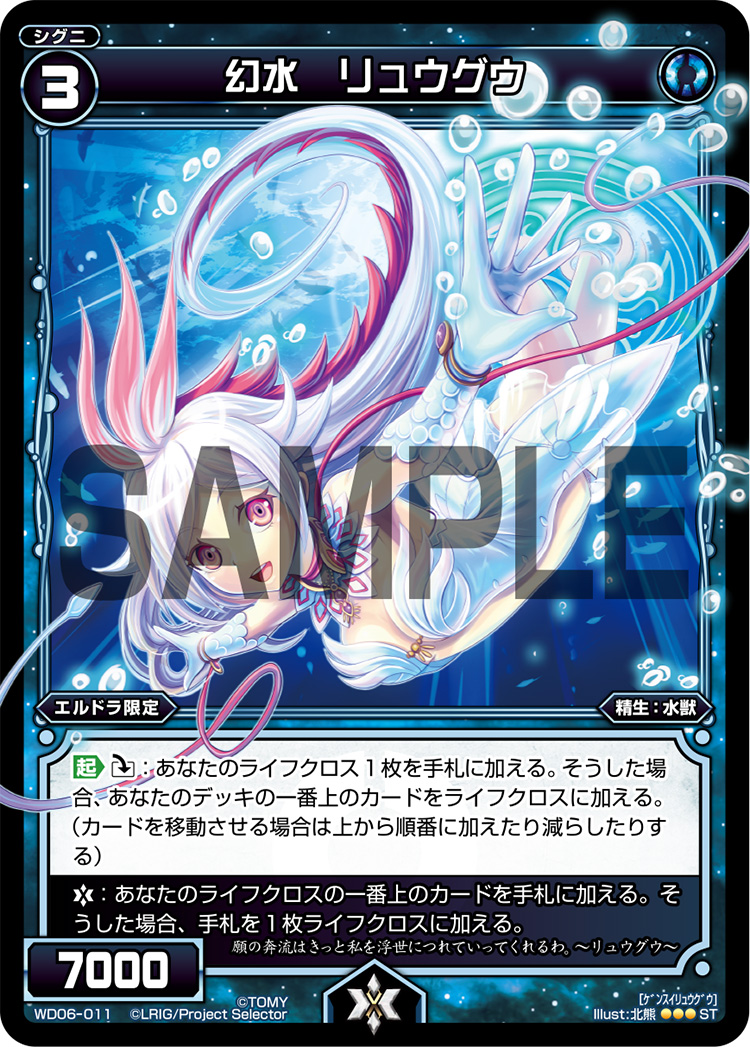 シグニ
3
幻水 リュウグウ
SAMPLE
エルドラ限定
精生:水獣
起 :あなたのライフクロス1枚を手札に加える。そうした場
合、あなたのデッキの一番上のカードをライフクロスに加える。
(カードを移動させる場合は上から順番に加えたり減らしたりす
る)
:あなたのライフクロスの一番上のカードを手札に加える。そ
うした場合、手札を1枚ライフクロスに加える。
願の奔流はきっと私を浮世につれていってくれるわ。~リュウグウ~
7000
[ゲンスイリュウグウ]
WD06-011 ©LRIG/Project Selector ©TOMY
Illust:北熊 ST